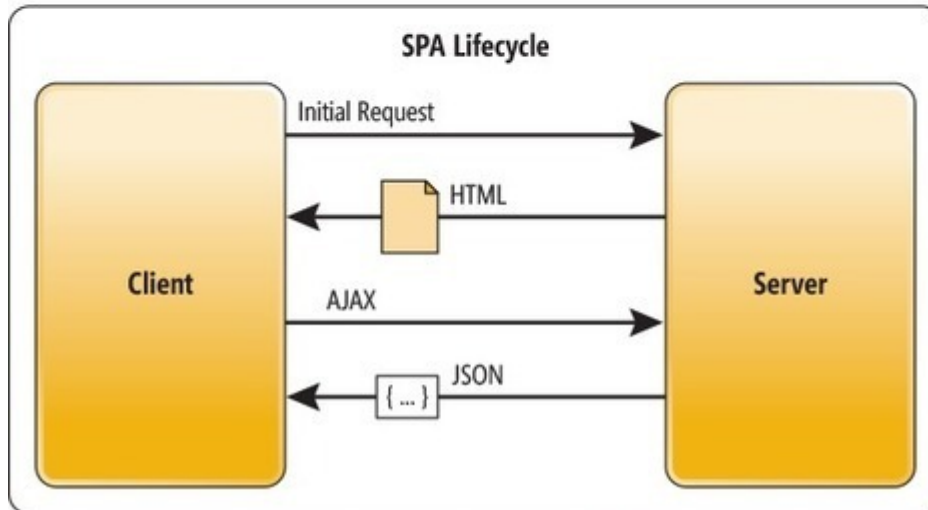 SPA Lifecycle
Initial Request
HTML
Client
Server
AJAX
JSON
{ ... }